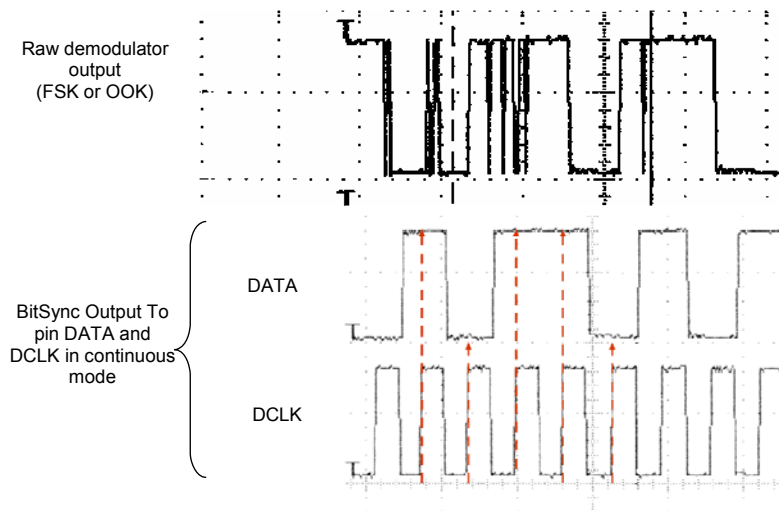 Raw demodulator
output
(FSK or OOK)
BitSync Output To
pin DATA and
DCLK in continuous
mode
DATA
DCLK